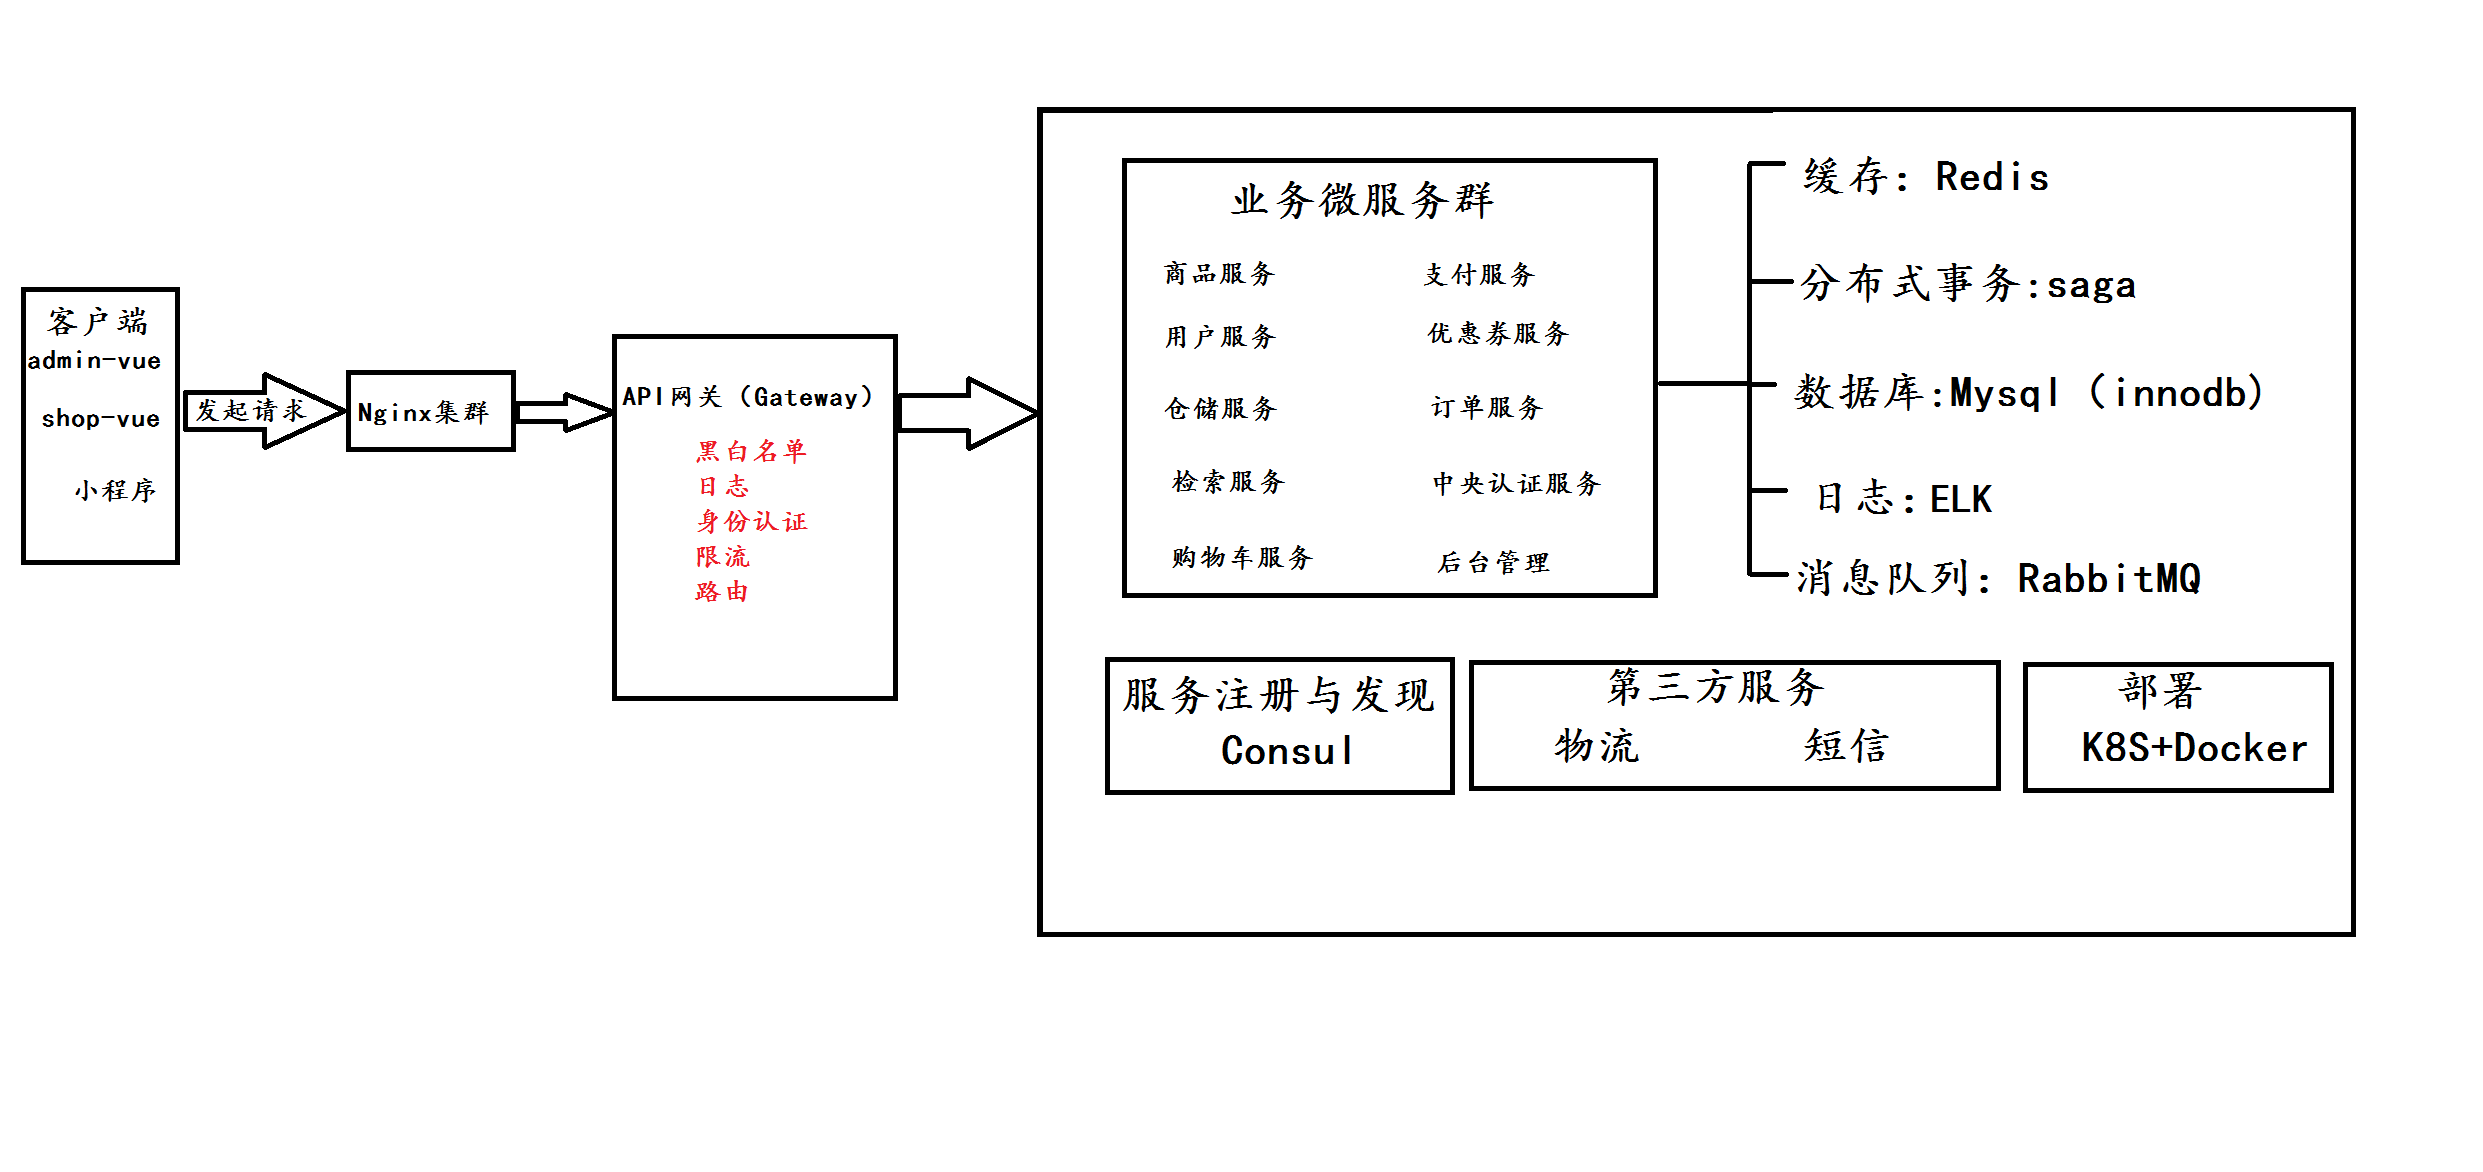 客户端
admin-vue
shop-vue
小程序
发起请求
Nginx集群
API网关（Gateway）
黑白名单
日志
身份认证
限流
路由
业务微服务群
商品服务
支付服务
用户服务
优惠券服务
仓储服务
订单服务
检索服务
中央认证服务
购物车服务
后台管理
缓存：Redis
分布式事务:saga
数据库:Mysql（innodb)
日志:ELK
消息队列：RabbitMQ
服务注册与发现
Consul
第三方服务
物流 短信
部署
K8S+Docker